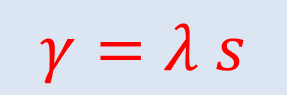 γ = λ s